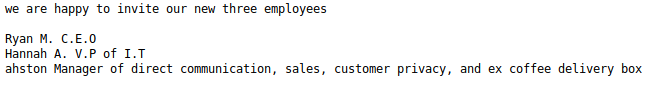 we are happy to invite our new three employees
Ryan M. C.E.O
Hannah A. V.P of I.T
ahston Manager of direct communication, sales, customer privacy, and ex coffee delivery box